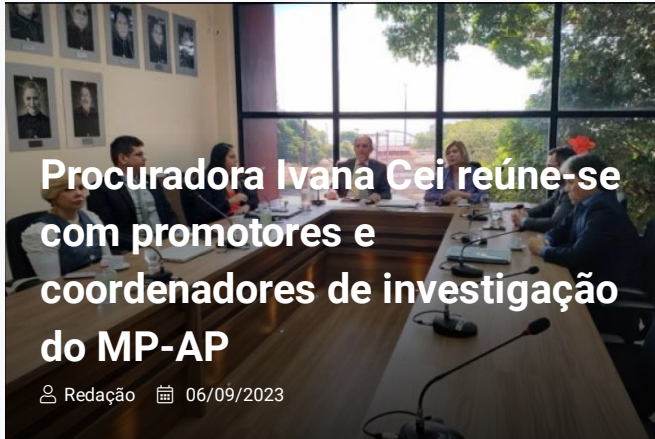 Procuradora Ivana Cei reúne-se
com promotores e
coordenadores de investigação
do MP-AP
Redação 06/09/2023